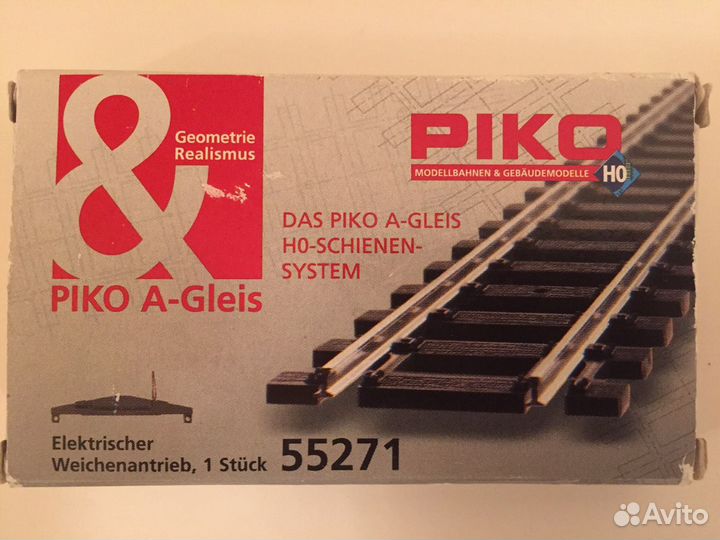 &
Geometrie
Realismus
PIKO A-Gleis
PIKO
MODELLBAHNEN & GEBÄUDEMODELLE
H0
DAS PIKO A-GLEIS
H0-SCHIENEN-
SYSTEM
Elektrischer
Weichenantrieb, 1 Stück 55271
Avito